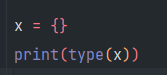 x = {}
print(type(x))